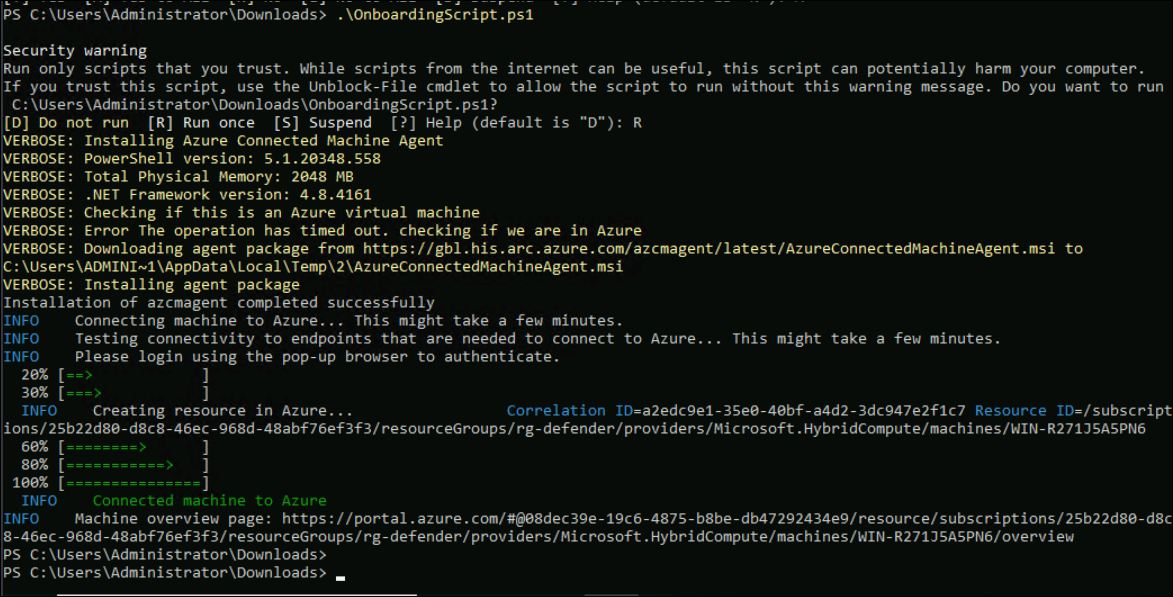 PS C:\Users\Administrator\Downloads> .\OnboardingScript.ps1
Security warning
Run only scripts that you trust. While scripts from the internet can be useful, this script can potentially harm your computer.
If you trust this script, use the Unblock-File cmdlet to allow the script to run without this warning message. Do you want to run
C:\Users\Administrator\Downloads\OnboardingScript.ps1?
[D] Do not run  [R] Run once  [S] Suspend  [?] Help (default is "D"): R
VERBOSE: Installing Azure Connected Machine Agent
VERBOSE: PowerShell version: 5.1.20348.558
VERBOSE: Total Physical Memory: 2048 MB
VERBOSE: .NET Framework version: 4.8.4161
VERBOSE: Checking if this is an Azure virtual machine
VERBOSE: Error The operation has timed out. checking if we are in Azure
VERBOSE: Downloading agent package from https://gbl.his.arc.azure.com/azcmagent/latest/AzureConnectedMachineAgent.msi to
C:\Users\ADMINI~1\AppData\Local\Temp\2\AzureConnectedMachineAgent.msi
VERBOSE: Installing agent package
Installation of azcmagent completed successfully
INFO    Connecting machine to Azure... This might take a few minutes.
INFO    Testing connectivity to endpoints that are needed to connect to Azure... This might take a few minutes.
INFO    Please login using the pop-up browser to authenticate.
20% [==>            ]
30% [===>           ]
INFO    Creating resource in Azure...                 Correlation ID=a2edc9e1-35e0-40bf-a4d2-3dc947e2f1c7 Resource ID=/subscript
ions/25b22d80-d8c8-46ec-968d-48abf76ef3f3/resourceGroups/rg-defender/providers/Microsoft.HybridCompute/machines/WIN-R271J5A5PN6
60% [========>      ]
80% [===========>   ]
100% [===============]
INFO    Connected machine to Azure
INFO    Machine overview page: https://portal.azure.com/#@08dec39e-19c6-4875-b8be-db47292434e9/resource/subscriptions/25b22d80-d8c
8-46ec-968d-48abf76ef3f3/resourceGroups/rg-defender/providers/Microsoft.HybridCompute/machines/WIN-R271J5A5PN6/overview
PS C:\Users\Administrator\Downloads>
PS C:\Users\Administrator\Downloads>